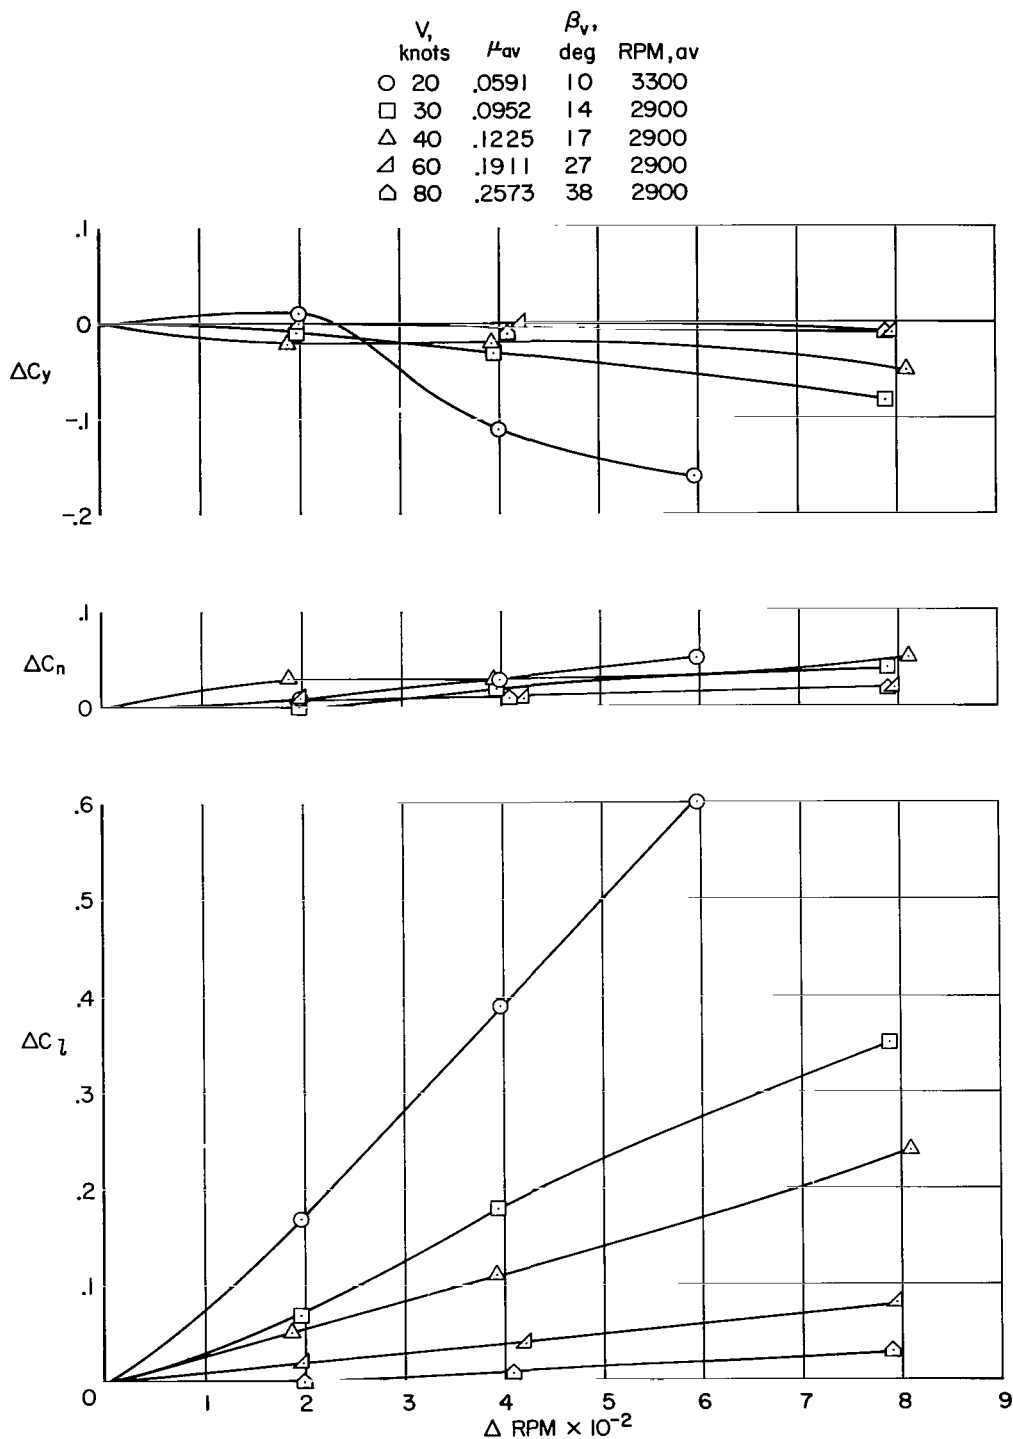 V, knots μav βv, deg RPM,av
20 .0591 10 3300
30 .0952 14 2900
40 .1225 17 2900
60 .1911 27 2900
80 .2573 38 2900
.1
0
ΔCy
-.1
-.2
.1
ΔCn
0
.6
.5
.4
ΔCl
.3
.2
.1
0 1 2 3 4 5 6 7 8 9
Δ RPM × 10-2